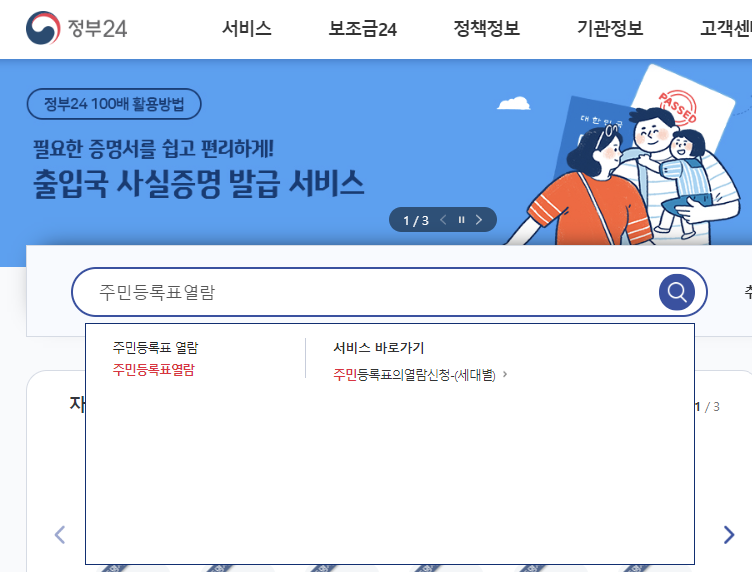 정부24
서비스
보조금24
정책정보
기관정보
고객센
정부24 100배 활용방법
필요한 증명서를 쉽고 편리하게!
출입국 사실증명 발급 서비스
대한민국
PASSED
1 / 3
주민등록표열람
주민등록표 열람
주민등록표열람
서비스 바로가기
주민등록표의열람신청-(세대별)
자
1 / 3